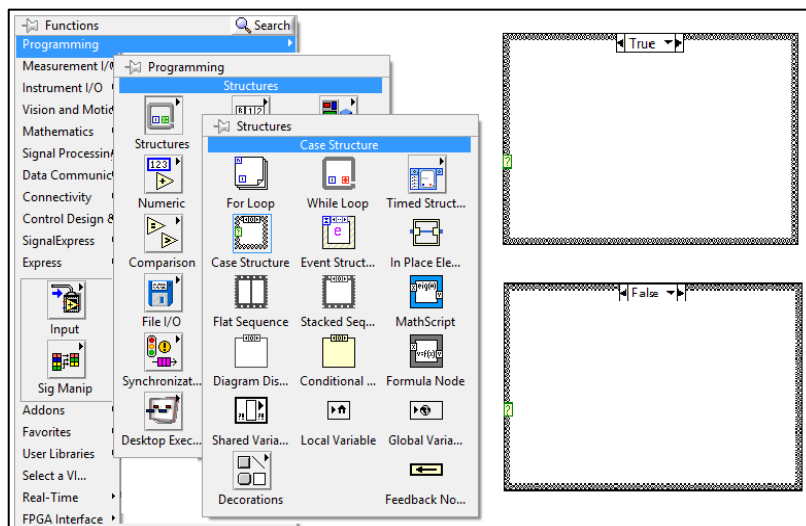 Functions
Search
Programming
Measurement I/O
Instrument I/O
Vision and Motic
Mathematics
Signal Processin
Data Communic
Connectivity
Control Design &
SignalExpress
Express
Input
Sig Manip
Addons
Favorites
User Libraries
Select a VI...
Real-Time
FPGA Interface
Programming
Structures
Structures
Numeric
Comparison
File I/O
Synchronizat...
Desktop Exec...
Structures
Case Structure
For Loop While Loop Timed Struct...
Case Structure Event Struct... In Place Ele...
Flat Sequence Stacked Seq... MathScript
Diagram Dis... Conditional ... Formula Node
Shared Varia... Local Variable Global Varia...
Decorations Feedback No...
True
?
False
?